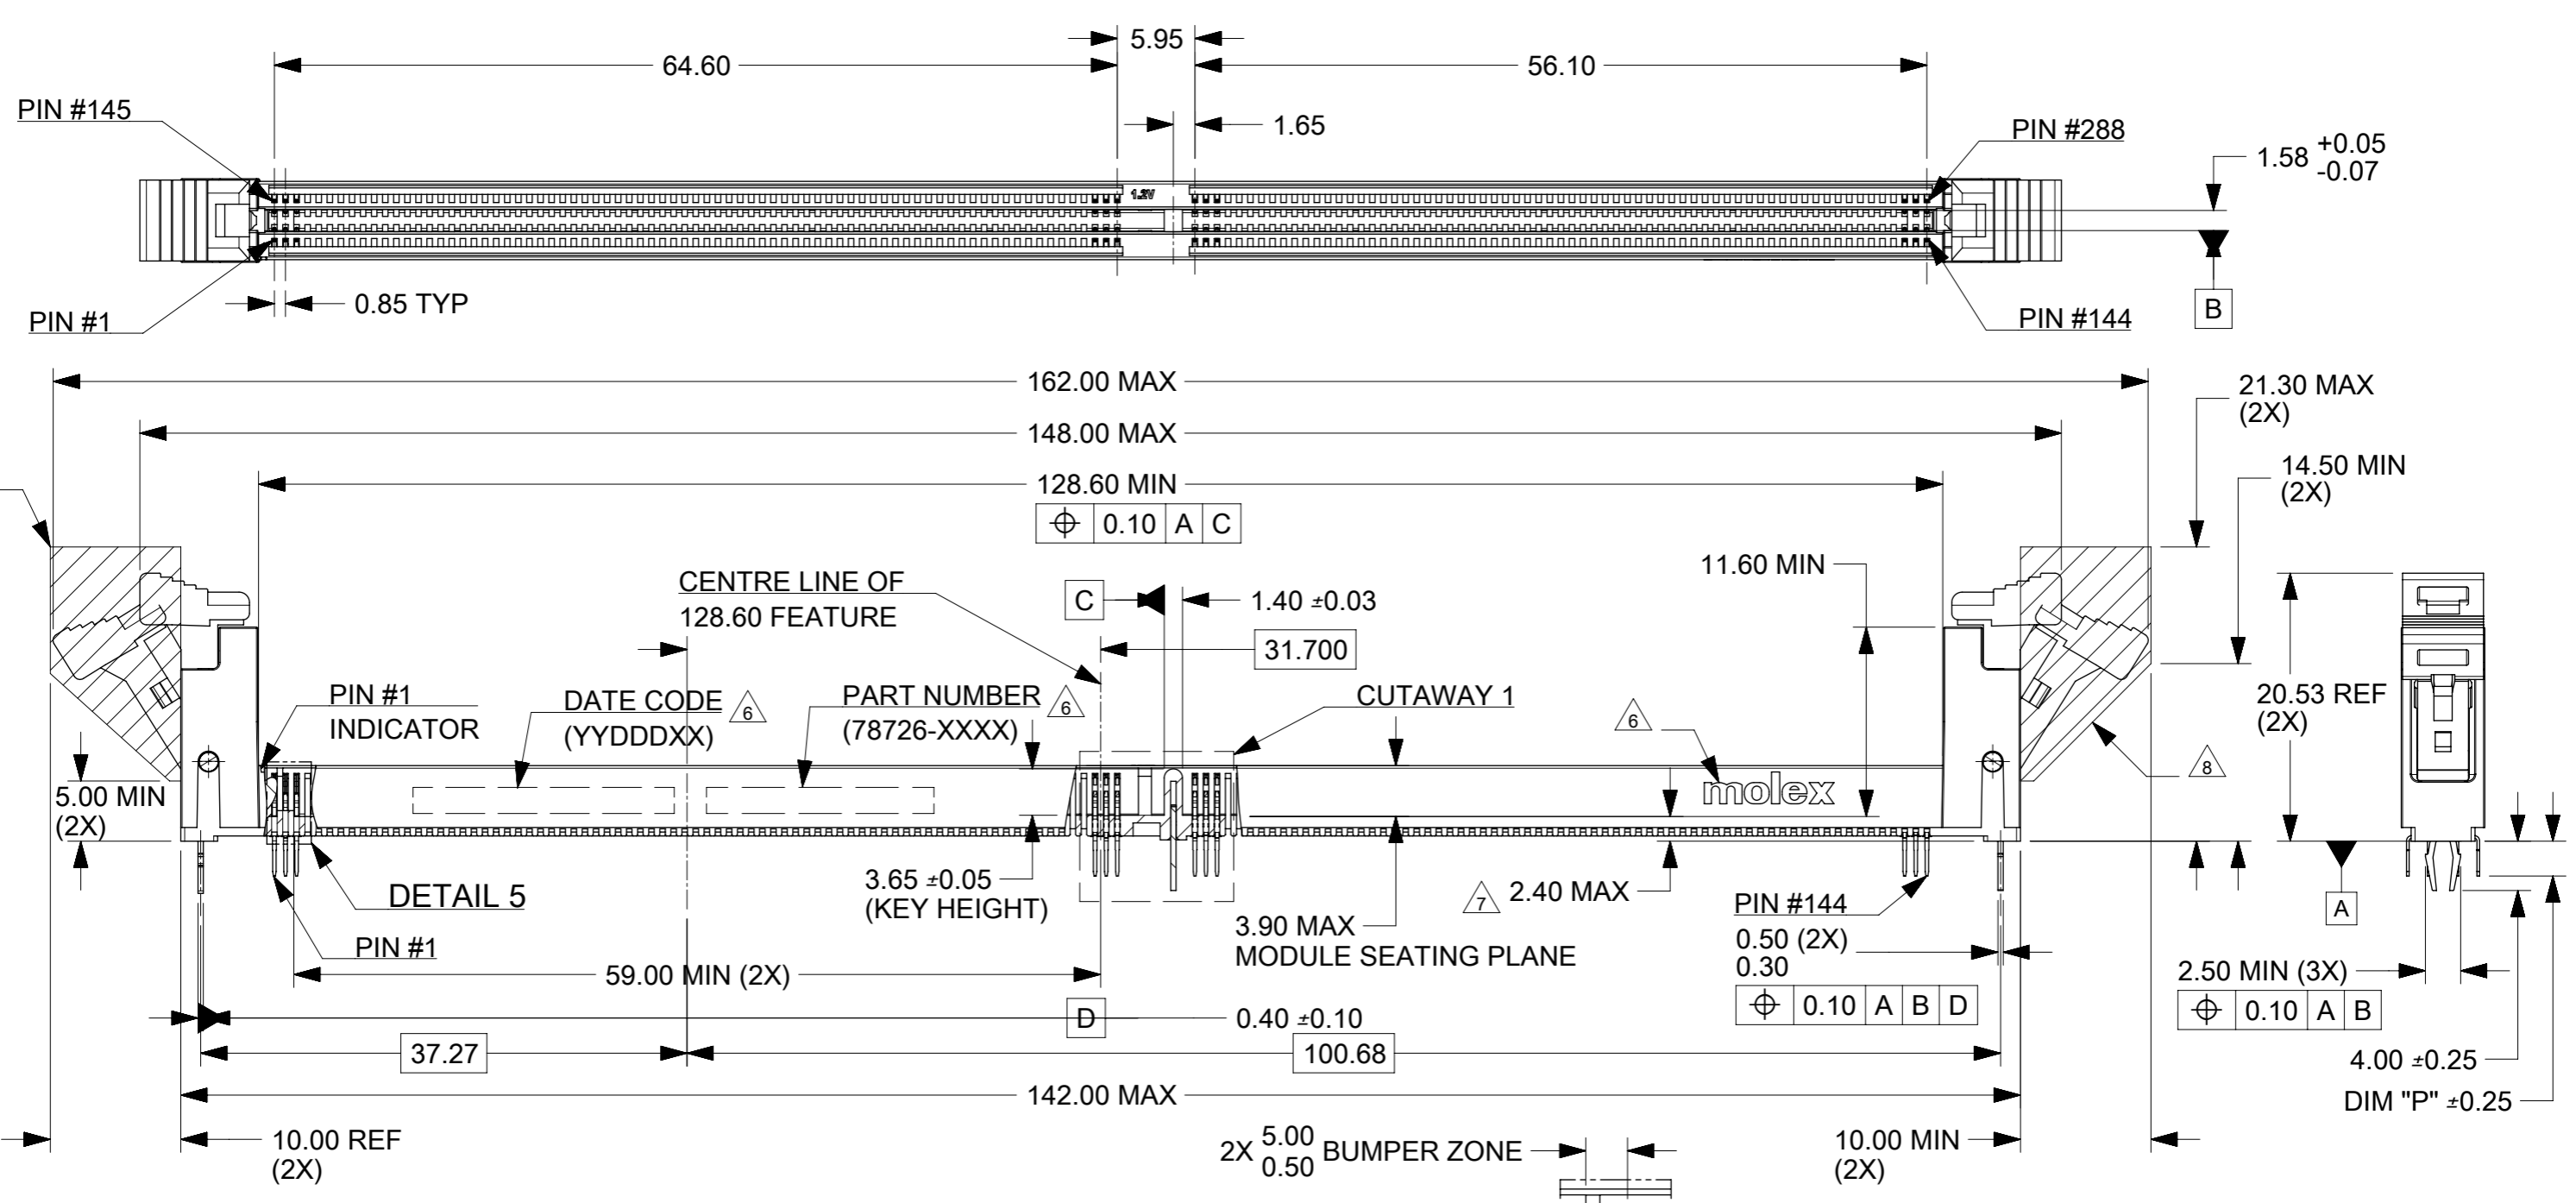 5.95
64.60
56.10
PIN #145
1.65
PIN #288
1.58 +0.05
-0.07
1.2V
0.85 TYP
PIN #1
PIN #144
B
162.00 MAX
21.30 MAX
(2X)
148.00 MAX
14.50 MIN
(2X)
128.60 MIN
⌖ 0.10 A C
11.60 MIN
CENTRE LINE OF
128.60 FEATURE
C
1.40 ±0.03
31.700
PIN #1
INDICATOR
DATE CODE 6
(YYDDDXX)
PART NUMBER 6
(78726-XXXX)
CUTAWAY 1
6
20.53 REF
(2X)
8
molex
5.00 MIN
(2X)
3.65 ±0.05
(KEY HEIGHT)
DETAIL 5
7 2.40 MAX
PIN #144
A
PIN #1
3.90 MAX
MODULE SEATING PLANE
0.50 (2X)
0.30
⌖ 0.10 A B D
59.00 MIN (2X)
2.50 MIN (3X)
⌖ 0.10 A B
D
0.40 ±0.10
37.27
100.68
4.00 ±0.25
142.00 MAX
DIM "P" ±0.25
10.00 REF
(2X)
2X 5.00
0.50 BUMPER ZONE
10.00 MIN
(2X)